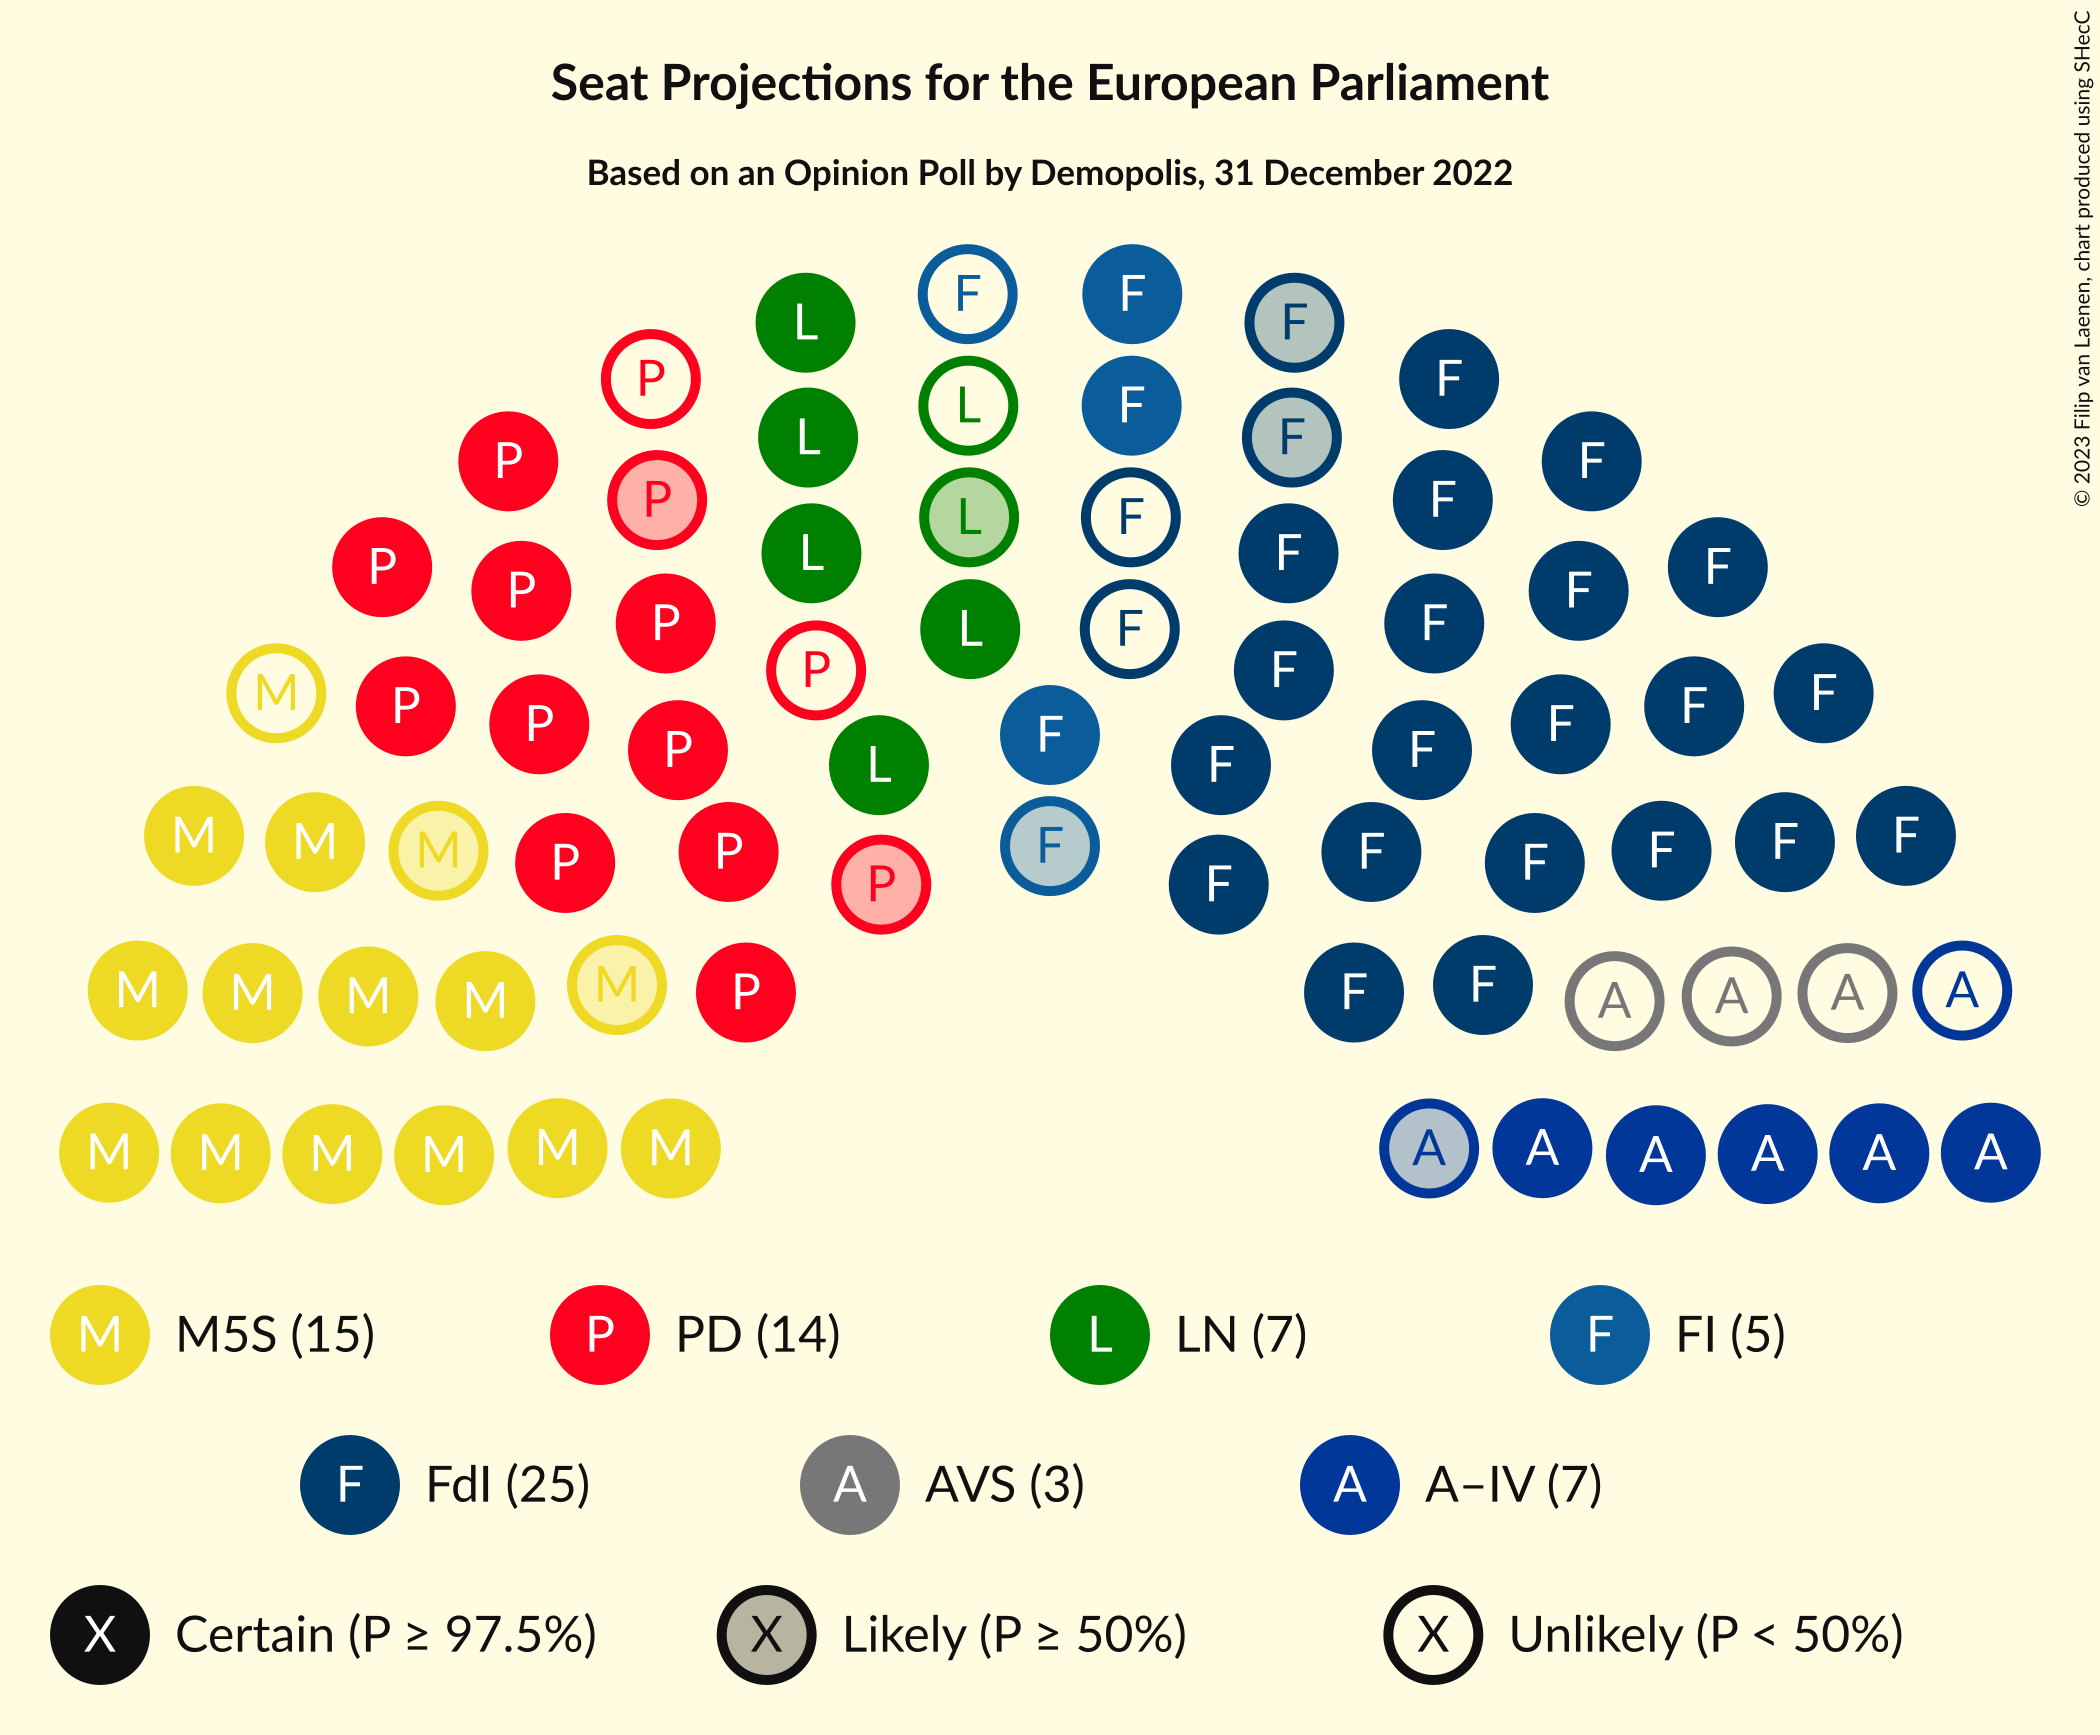 Seat Projections for the European Parliament
Based on an Opinion Poll by Demopolis, 31 December 2022
© 2023 Filip van Laenen, chart produced using SHecC
F F
L F
P F
L L F F
P F
P F
L F
P F
L F
P F
P F
P F
L F
P P F F
M F
P F
P F
P F
L F
F
M F
M F
M F
P F
P F
F
P F
M F
P F
M A
M A
M A
M A
M M M M M M A A A A A A
M M5S (15) P PD (14) L LN (7) F FI (5)
F FdI (25) A AVS (3) A A–IV (7)
X Certain (P ≥ 97.5%) X Likely (P ≥ 50%) X Unlikely (P < 50%)